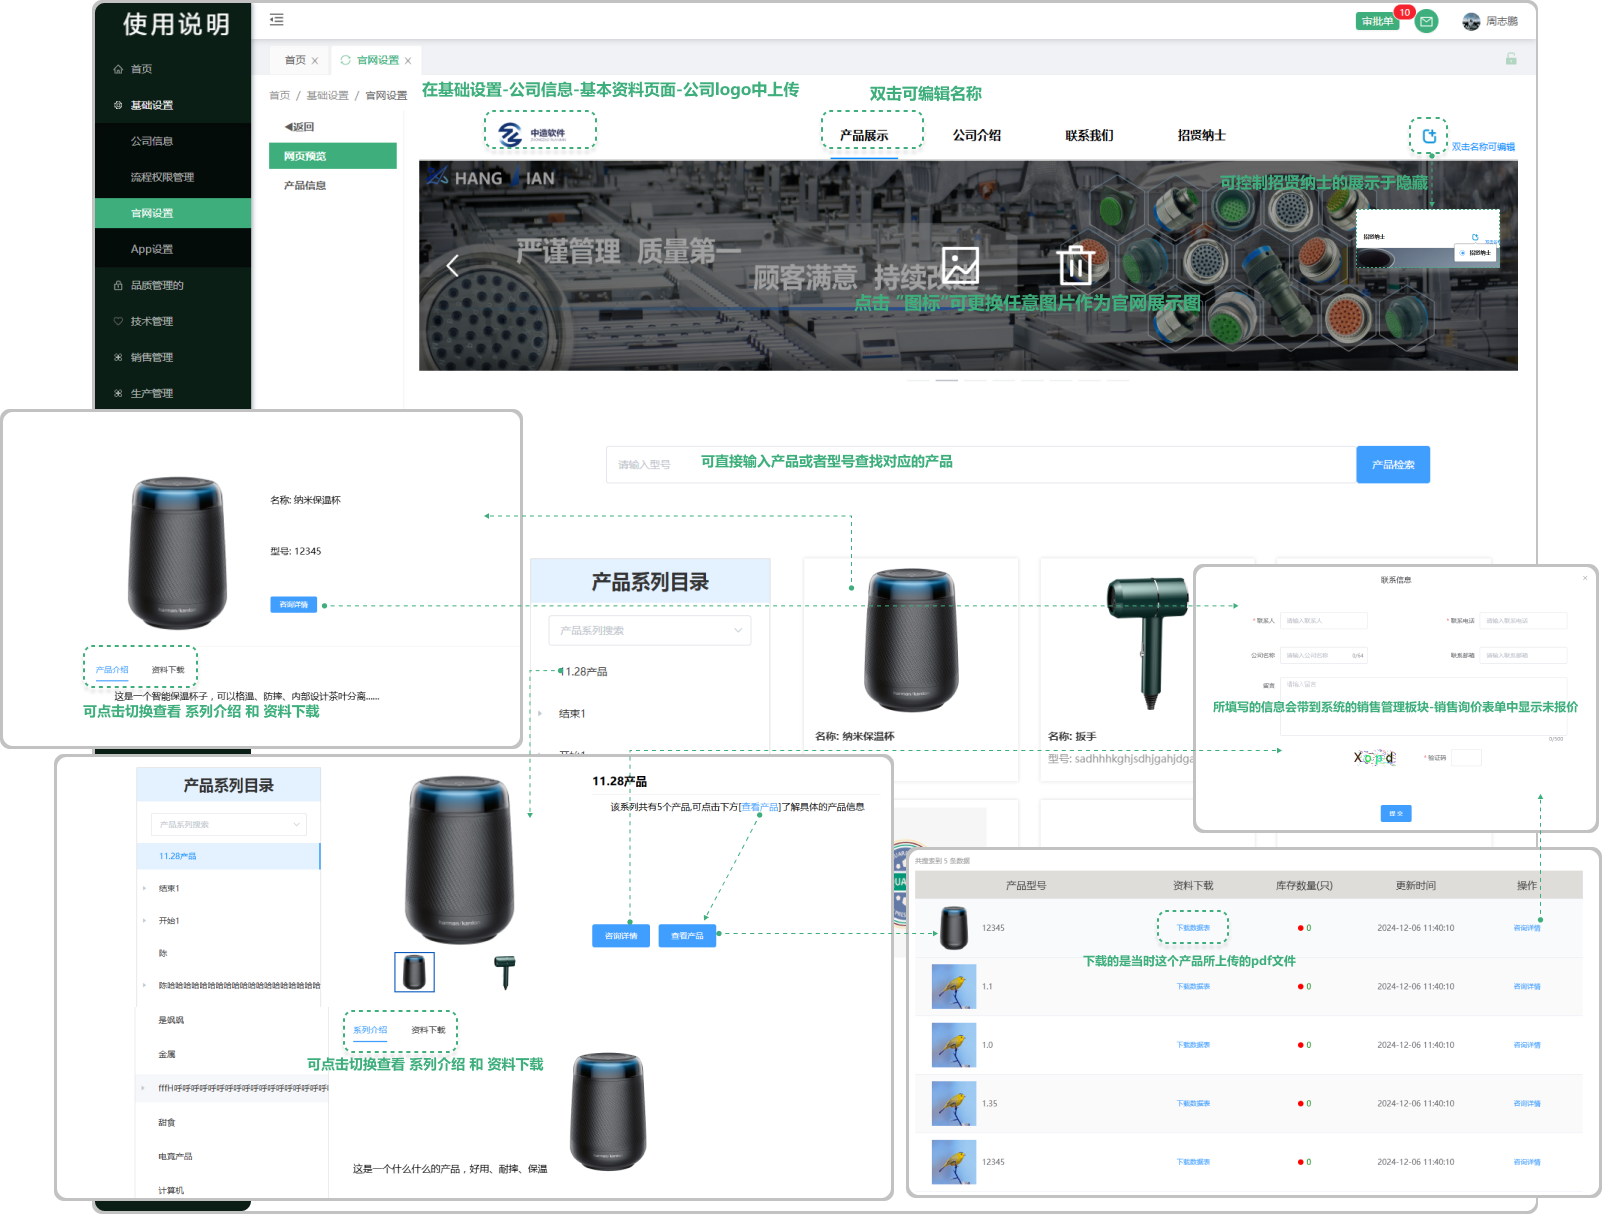 使用说明
首页
基础设置
公司信息
流程权限管理
官网设置
App设置
品质管理的
技术管理
销售管理
生产管理
审批单
10
周志鹏
首页 x
官网设置 x
首页 / 基础设置 / 官网设置
在基础设置-公司信息-基本资料页面-公司logo中上传
双击可编辑名称
返回
网页预览
产品信息
中造软件
产品展示
公司介绍
联系我们
招贤纳士
双击名称可编辑
HANG IAN
可控制招贤纳士的展示于隐藏
招贤纳士
招贤纳士
严谨管理 质量第一
顾客满意 持续改进
点击 “图标”可更换任意图片作为官网展示图
请输入型号
可直接输入产品或者型号查找对应的产品
产品检索
名称: 纳米保温杯
型号: 12345
咨询详情
产品介绍
资料下载
这是一个智能保温杯子，可以格温、防摔、内部设计茶叶分离......
可点击切换查看 系列介绍 和 资料下载
产品系列目录
产品系列搜索
11.28产品
结束1
开始1
harman/kardon
名称: 纳米保温杯
名称: 扳手
型号: sadhhhkghjsdhjgahjdga
联系信息
* 联系人
请输入联系人
* 联系电话
请输入联系电话
公司名称
请输入公司名称
0/64
联系邮箱
请输入联系邮箱
留言
请输入留言
所填写的信息会带到系统的销售管理板块-销售询价表单中显示未报价
0/500
Xppd
* 验证码
提交
产品系列目录
产品系列搜索
11.28产品
结束1
开始1
陈
陈哈哈哈哈哈哈哈哈哈哈哈哈哈哈哈哈哈哈
是飒飒
金属
fffH呼呼呼呼呼呼呼呼呼呼呼呼呼呼呼呼呼呼
甜食
电竞产品
计算机
harman/kardon
11.28产品
该系列共有5个产品,可点击下方[查看产品]了解具体的产品信息
咨询详情
查看产品
系列介绍
资料下载
可点击切换查看 系列介绍 和 资料下载
这是一个什么什么的产品，好用、耐摔、保温
共搜索到 5 条数据
产品型号
资料下载
库存数量(只)
更新时间
操作
12345
下载数据表
0
2024-12-06 11:40:10
咨询详情
下载的是当时这个产品所上传的pdf文件
1.1
下载数据表
0
2024-12-06 11:40:10
咨询详情
1.0
下载数据表
0
2024-12-06 11:40:10
咨询详情
1.35
下载数据表
0
2024-12-06 11:40:10
咨询详情
12345
下载数据表
0
2024-12-06 11:40:10
咨询详情